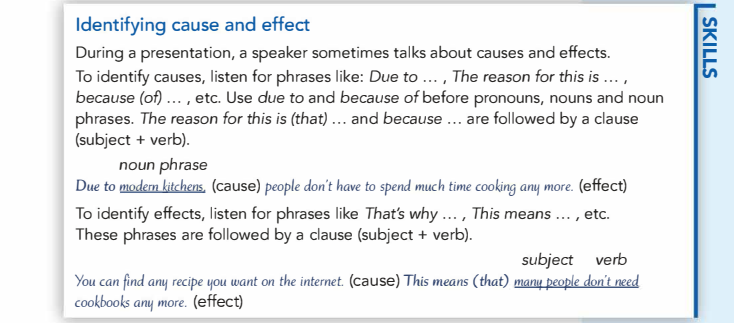 Identifying cause and effect
During a presentation, a speaker sometimes talks about causes and effects.
To identify causes, listen for phrases like: Due to … , The reason for this is … ,
because (of) … , etc. Use due to and because of before pronouns, nouns and noun
phrases. The reason for this is (that) … and because … are followed by a clause
(subject + verb).
noun phrase
Due to modern kitchens, (cause) people don't have to spend much time cooking any more. (effect)
To identify effects, listen for phrases like That's why … , This means … , etc.
These phrases are followed by a clause (subject + verb).
subject verb
You can find any recipe you want on the internet. (cause) This means (that) many people don't need
cookbooks any more. (effect)
SKILLS